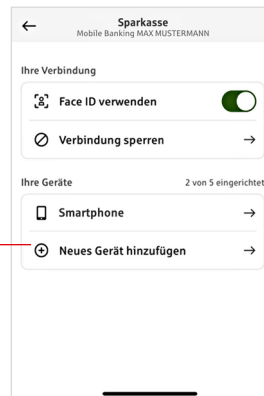 Sparkasse
Mobile Banking MAX MUSTERMANN
Ihre Verbindung
Face ID verwenden
Verbindung sperren
Ihre Geräte 2 von 5 eingerichtet
Smartphone
Neues Gerät hinzufügen